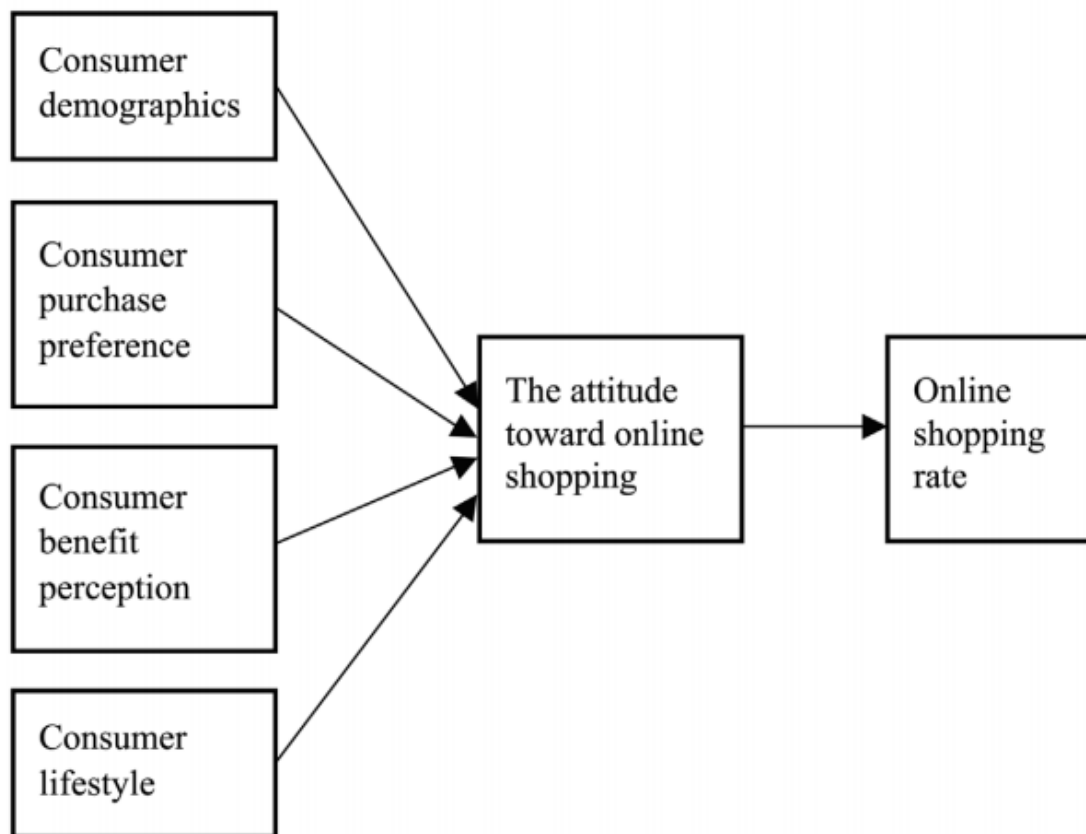 Consumer
demographics
Consumer
purchase
preference
Consumer
benefit
perception
Consumer
lifestyle
The attitude
toward online
shopping
Online
shopping
rate